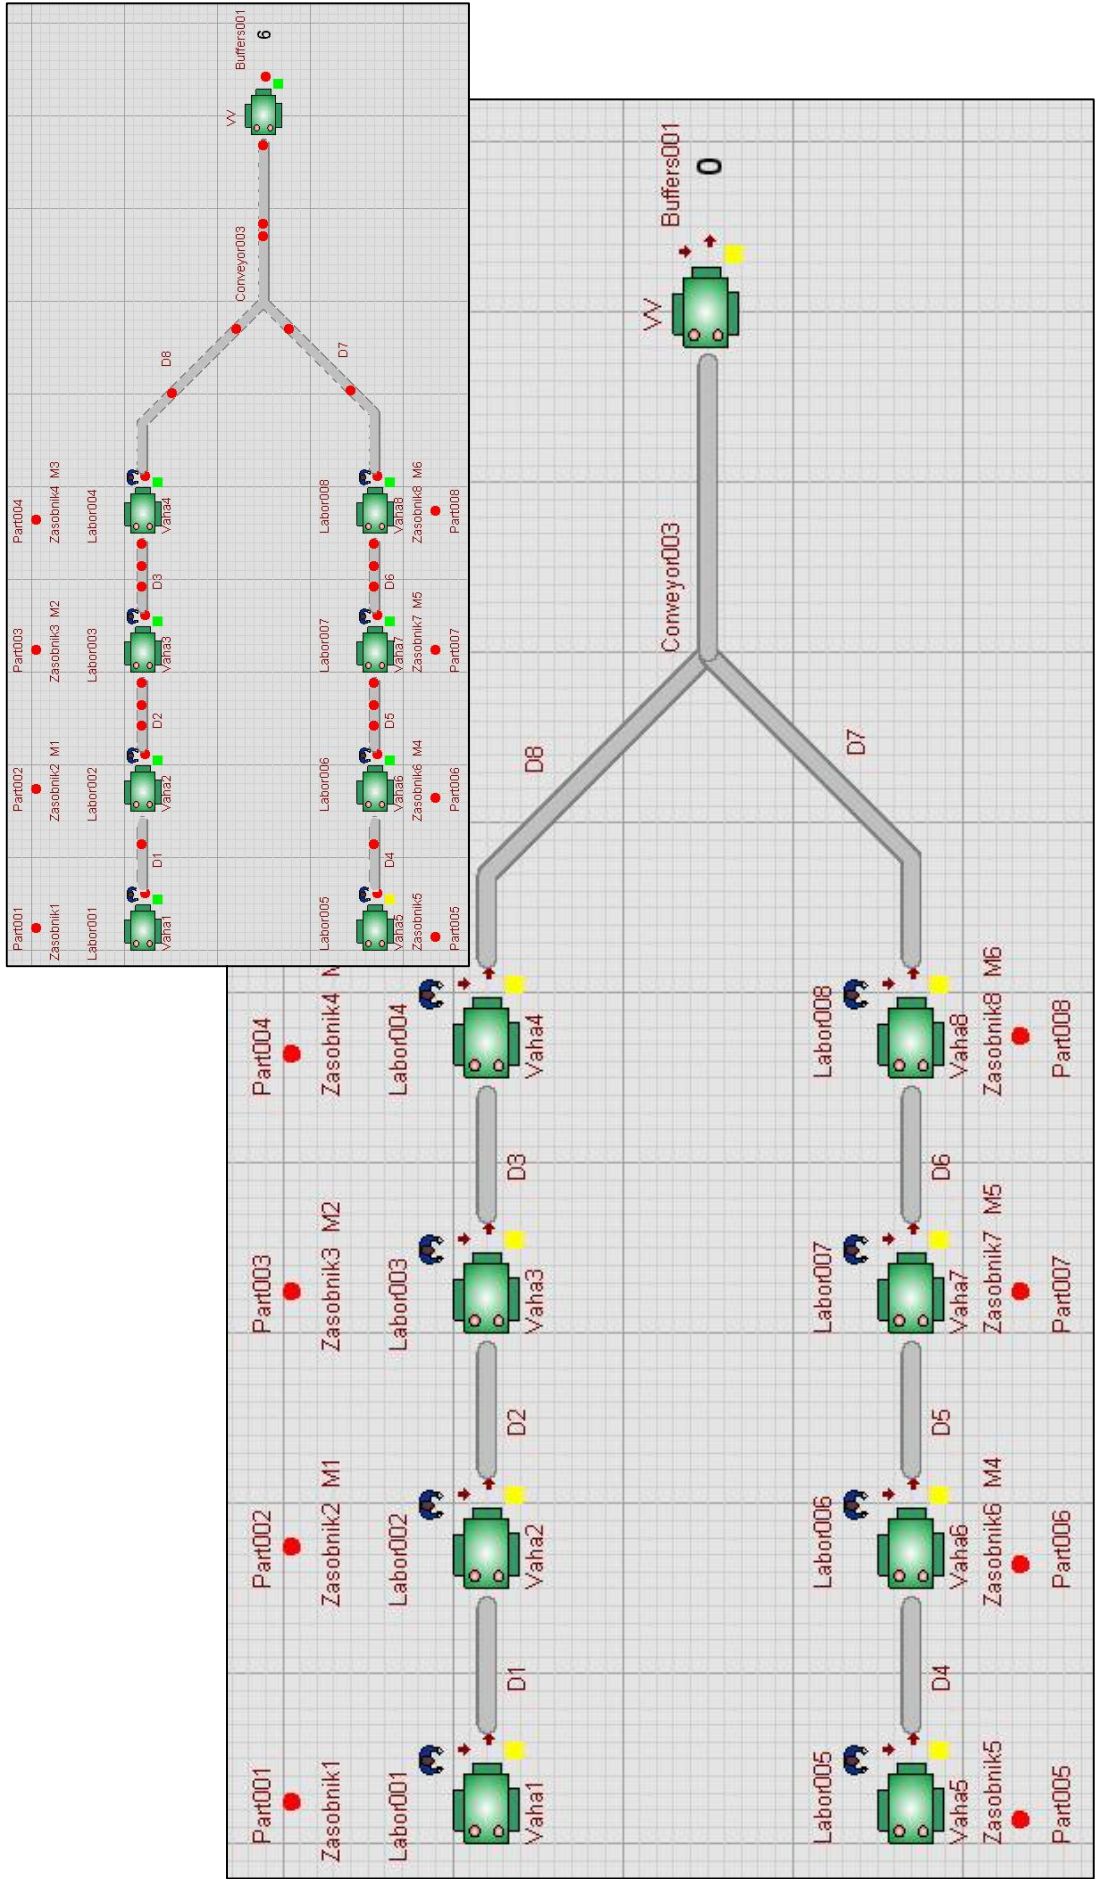 Part001 Part002 Part003 Part004
Zasobnik1 Zasobnik2 M1 Zasobnik3 M2 Zasobnik4 M3
Labor001 Labor002 Labor003 Labor004
Vaha1 D1 Vaha2 D2 Vaha3 D3 Vaha4 D8
VV
Conveyor003 Buffers001
6
Labor005 Labor006 Labor007 Labor008
D7
Vaha5 D4 Vaha6 D5 Vaha7 D6 Vaha8
Zasobnik5 Zasobnik6 M4 Zasobnik7 M5 Zasobnik8 M6
Part005 Part006 Part007 Part008
Part001 Part002 Part003 Part004
Zasobnik1 Zasobnik2 M1 Zasobnik3 M2 Zasobnik4
Labor001 Labor002 Labor003 Labor004
Vaha1 D1 Vaha2 D2 Vaha3 D3 Vaha4 D8
VV
Conveyor003 Buffers001
0
Labor005 Labor006 Labor007 Labor008
D7
Vaha5 D4 Vaha6 D5 Vaha7 D6 Vaha8
Zasobnik5 Zasobnik6 M4 Zasobnik7 M5 Zasobnik8 M6
Part005 Part006 Part007 Part008